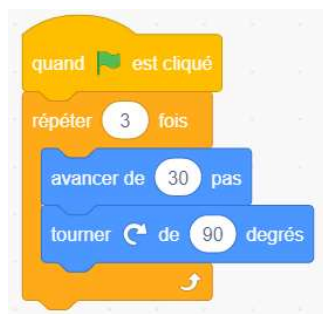 quand est cliqué
répéter 3 fois
avancer de 30 pas
tourner de 90 degrés